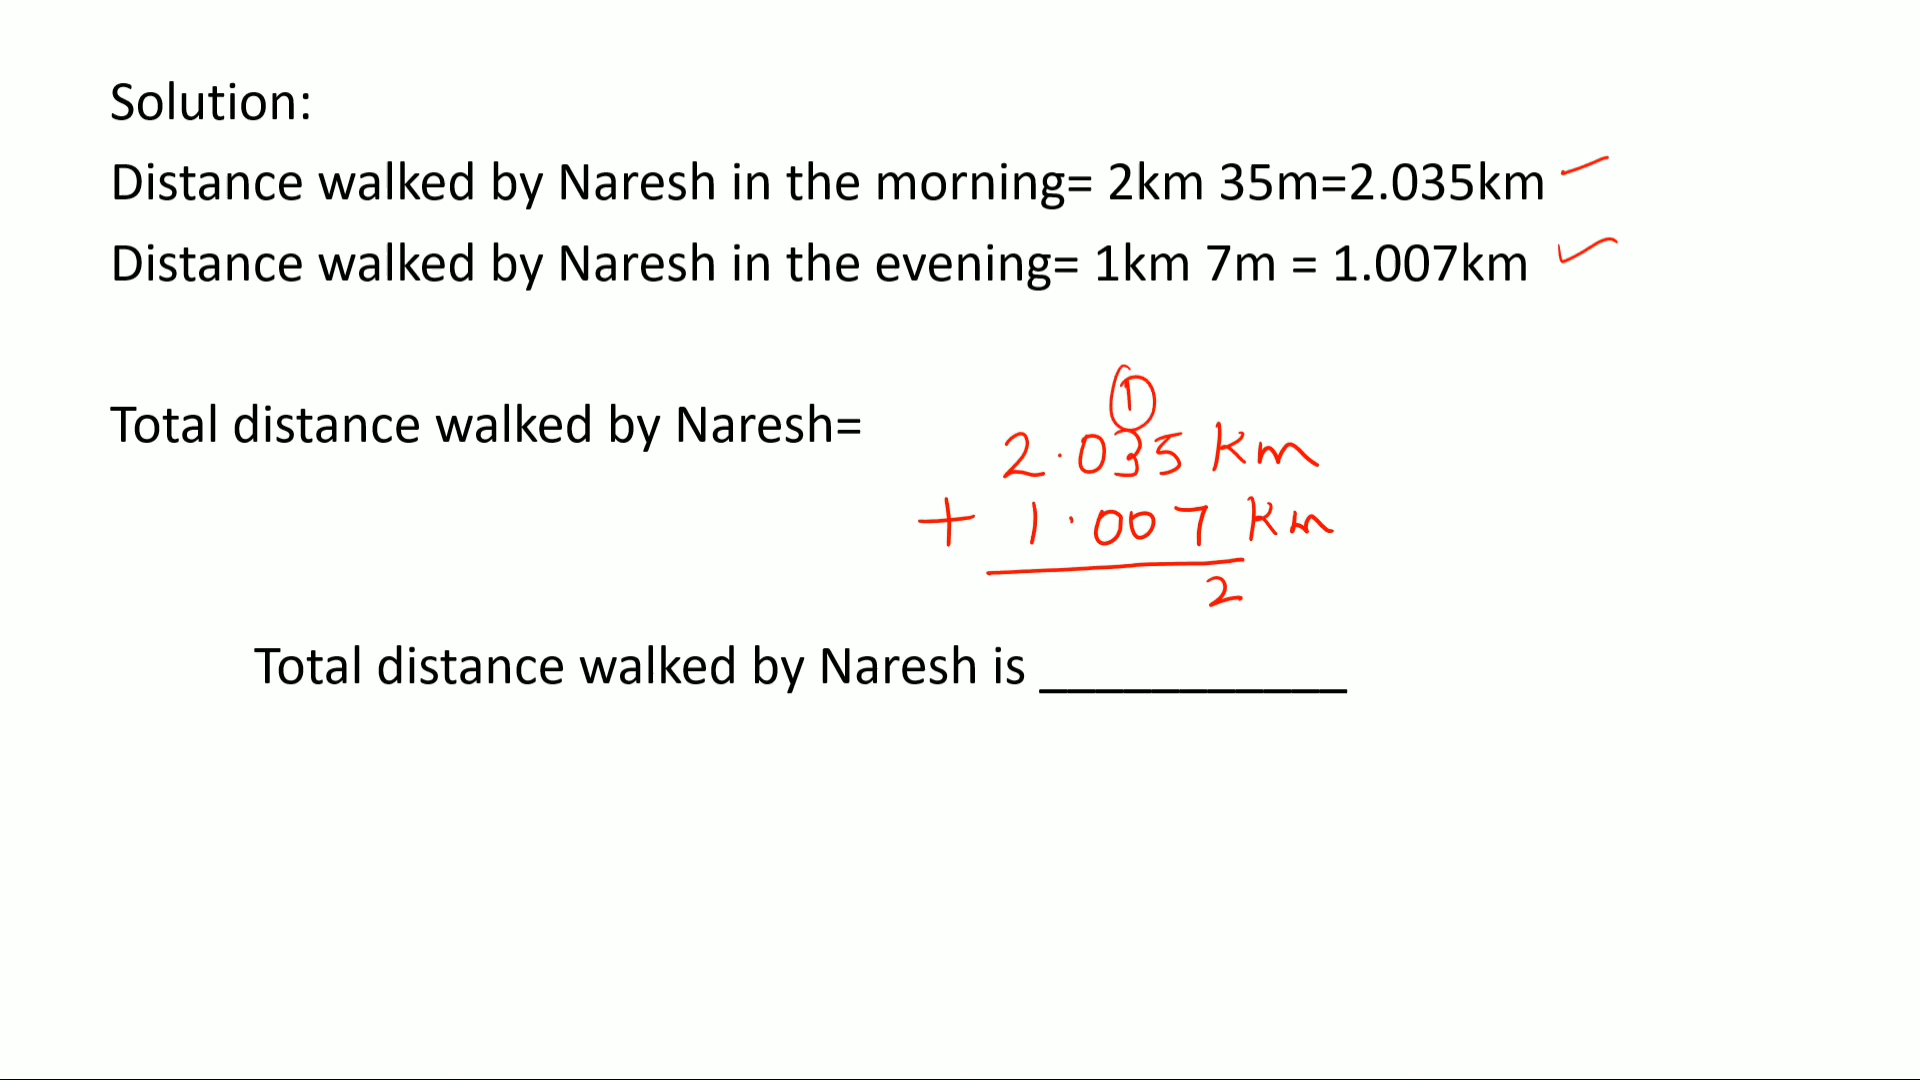 Solution:
Distance walked by Naresh in the morning= 2km 35m=2.035km
Distance walked by Naresh in the evening= 1km 7m = 1.007km
1
Total distance walked by Naresh= 2.035 km
+ 1.007 km
2
Total distance walked by Naresh is ___________